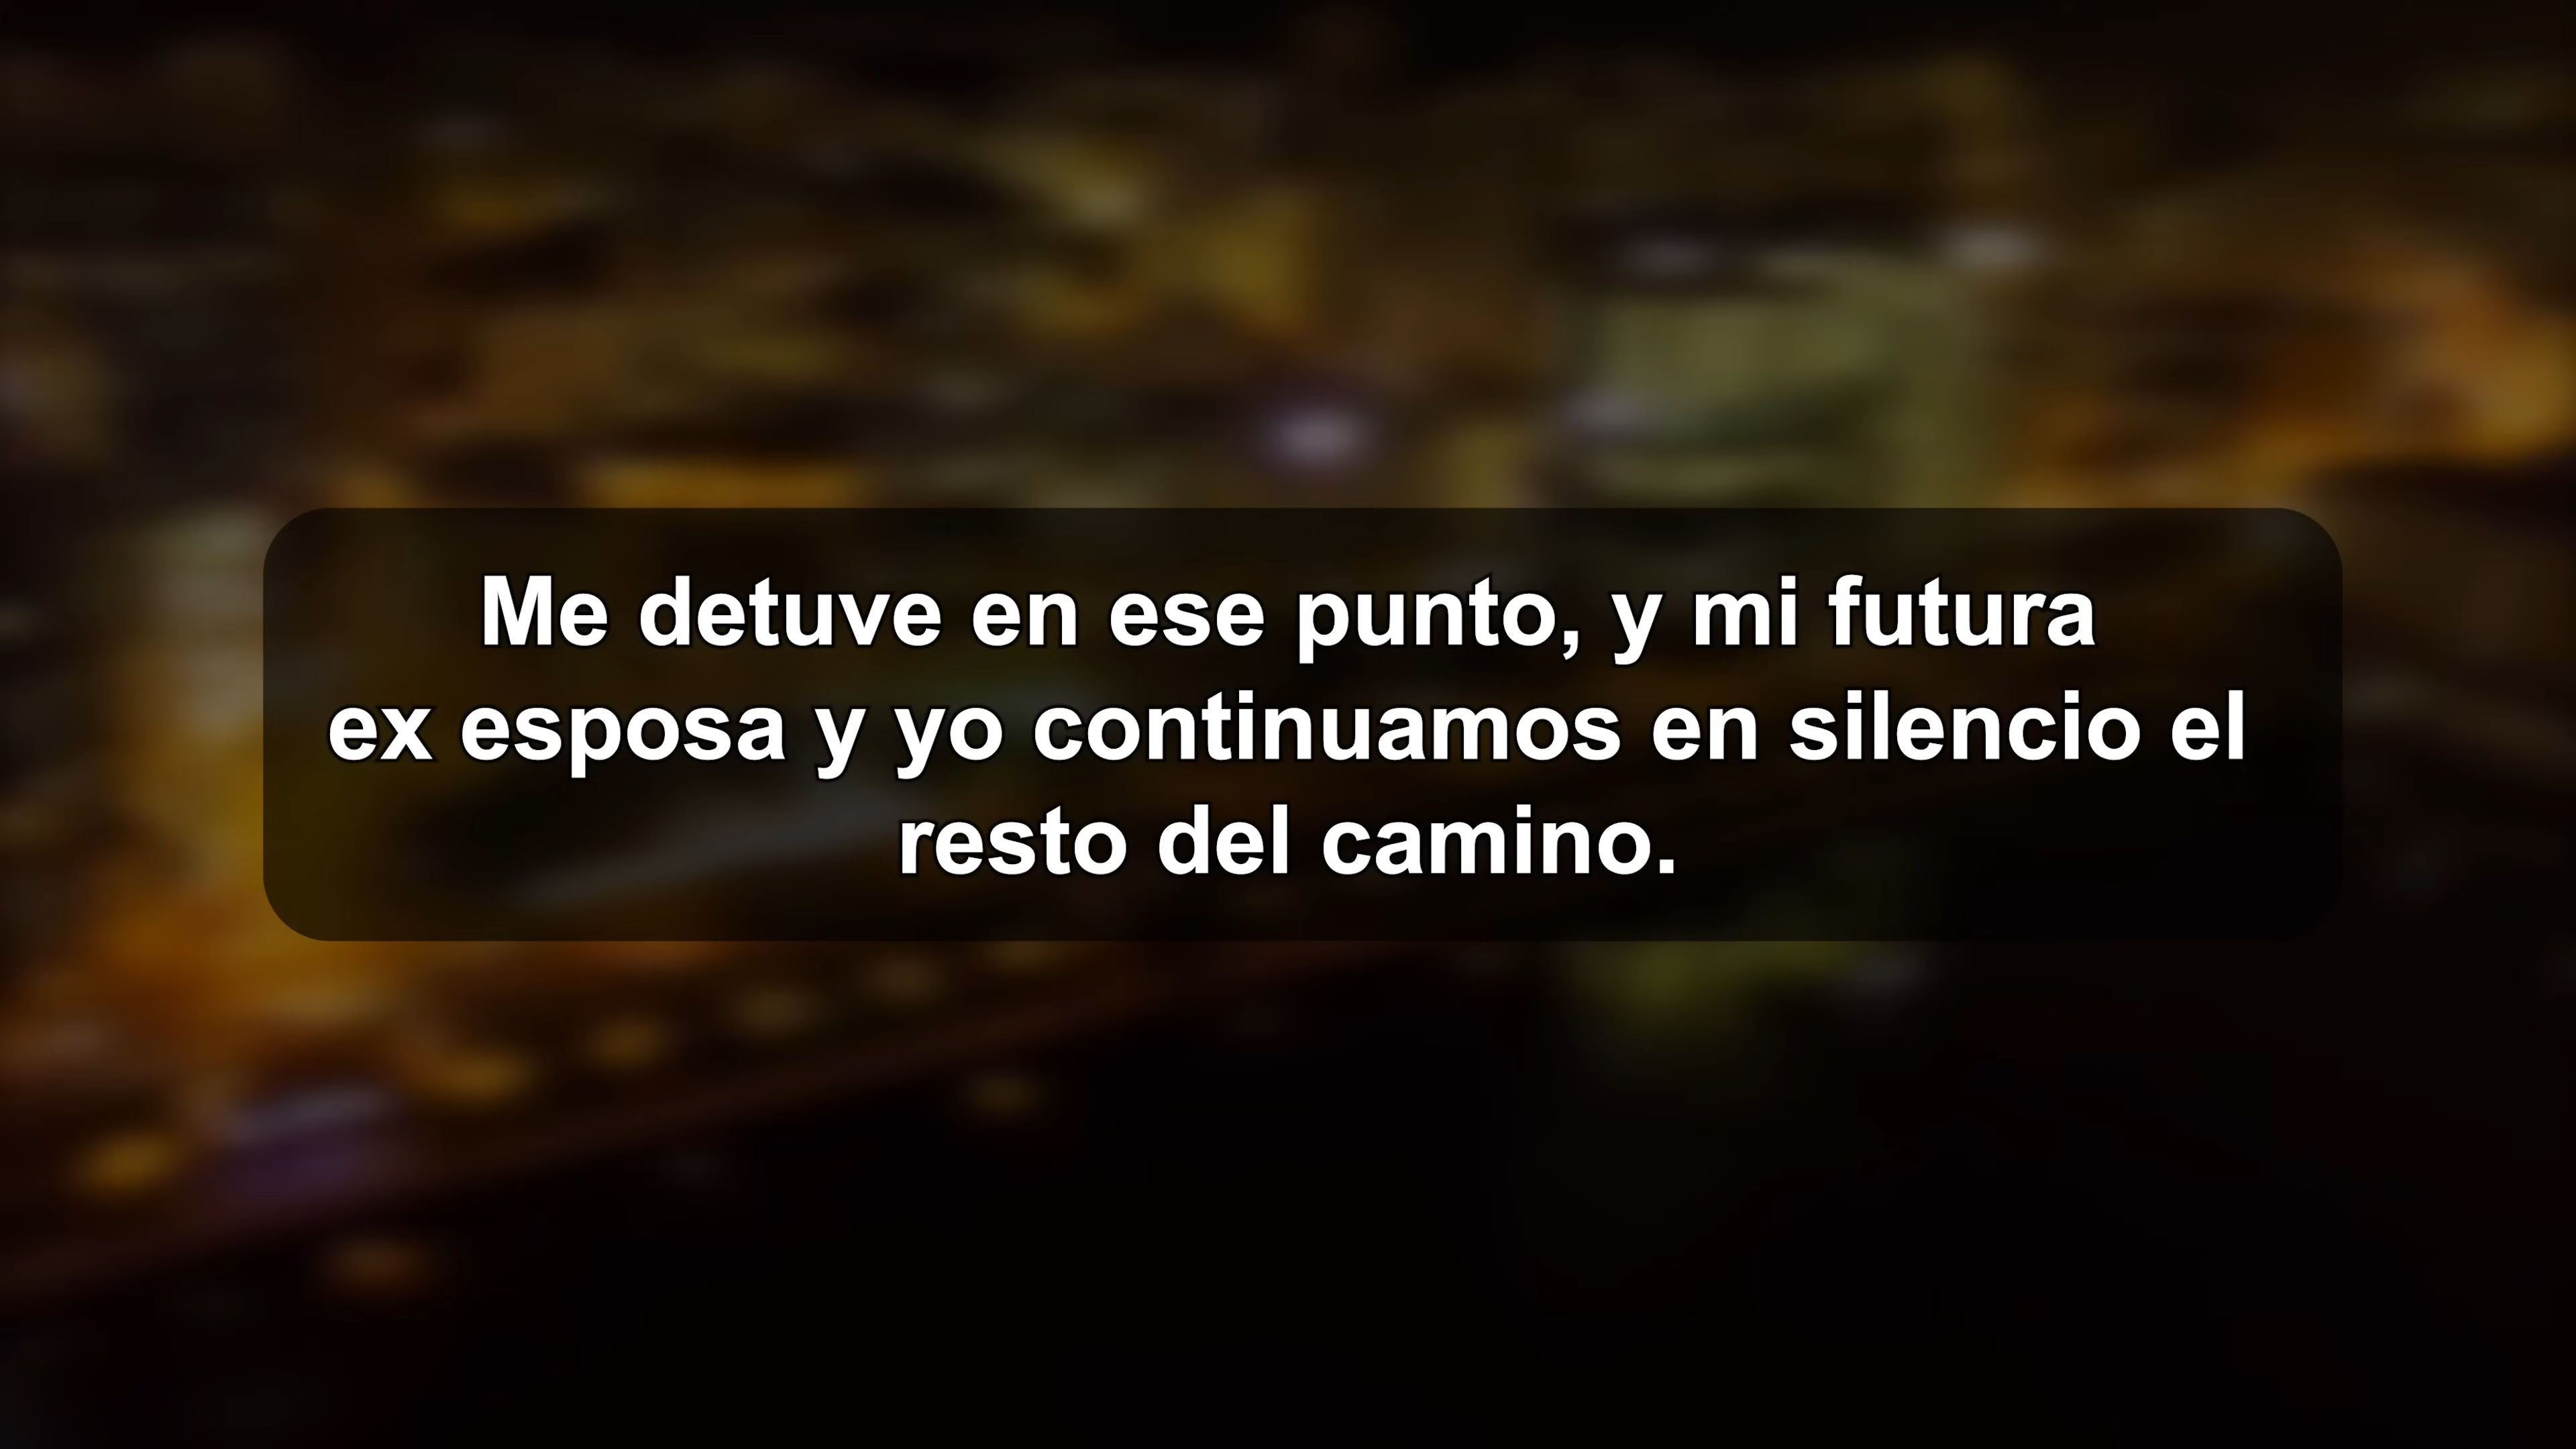 Me detuve en ese punto, y mi futura
ex esposa y yo continuamos en silencio el
resto del camino.